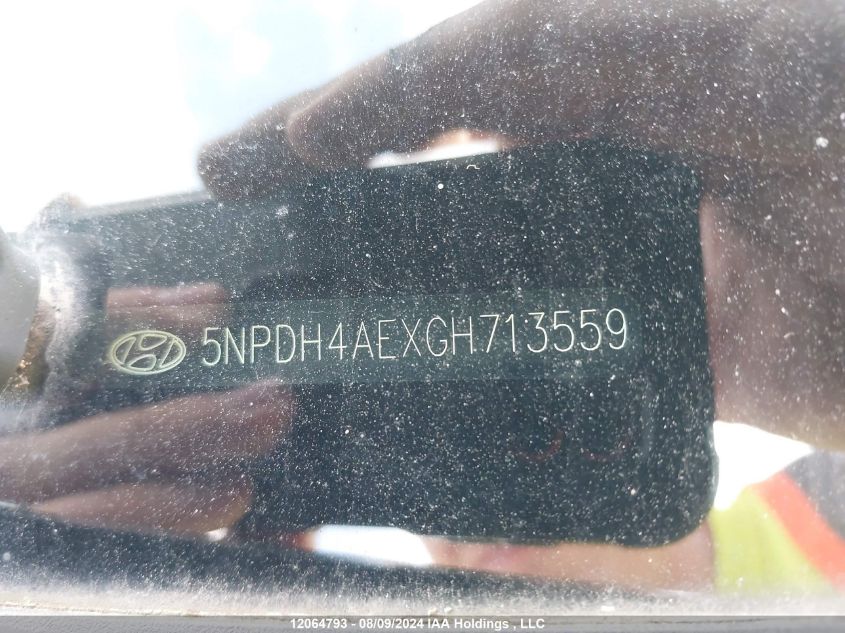 5NPDH4AEXGH713559
12064793 - 08/09/2024 IAA Holdings , LLC